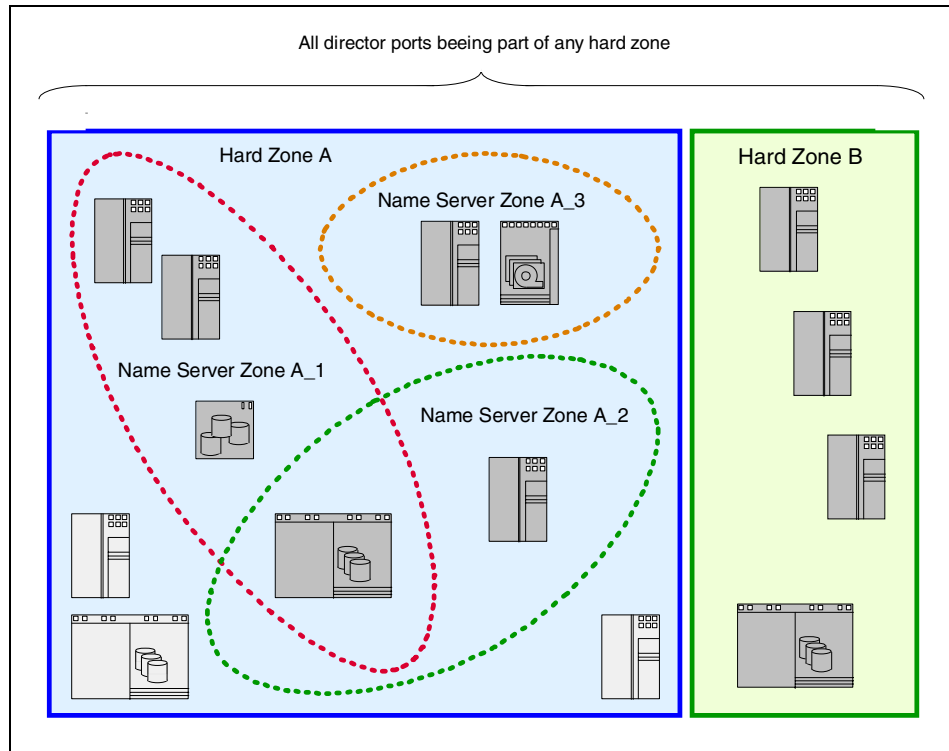 All director ports beeing part of any hard zone
Hard Zone A
Hard Zone B
Name Server Zone A_3
Name Server Zone A_1
Name Server Zone A_2